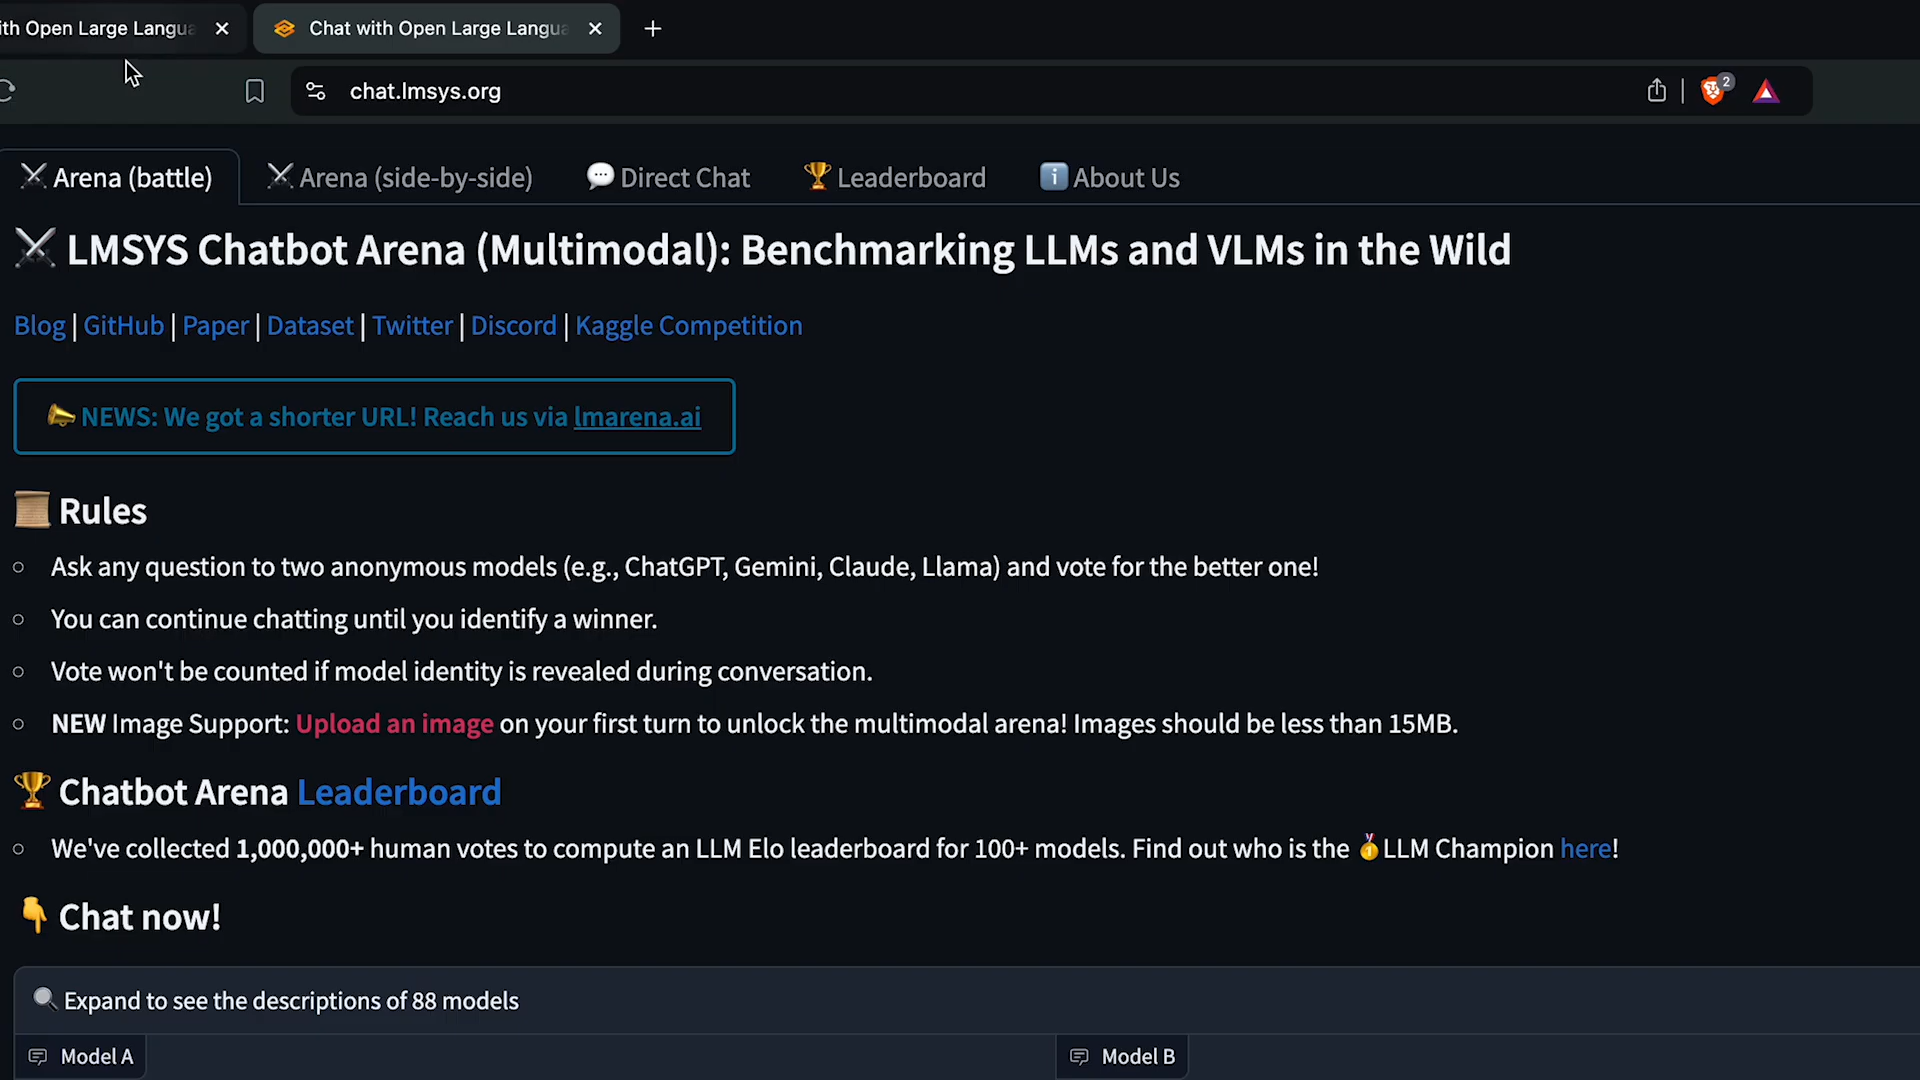 ith Open Large Langua
Chat with Open Large Langua
chat.lmsys.org
2
⚔️ Arena (battle)
⚔️ Arena (side-by-side)
💬 Direct Chat
🏆 Leaderboard
ℹ️ About Us
⚔️ LMSYS Chatbot Arena (Multimodal): Benchmarking LLMs and VLMs in the Wild
Blog | GitHub | Paper | Dataset | Twitter | Discord | Kaggle Competition
📣 NEWS: We got a shorter URL! Reach us via lmarena.ai
📜 Rules
Ask any question to two anonymous models (e.g., ChatGPT, Gemini, Claude, Llama) and vote for the better one!
You can continue chatting until you identify a winner.
Vote won't be counted if model identity is revealed during conversation.
NEW Image Support: Upload an image on your first turn to unlock the multimodal arena! Images should be less than 15MB.
🏆 Chatbot Arena Leaderboard
We've collected 1,000,000+ human votes to compute an LLM Elo leaderboard for 100+ models. Find out who is the 🥇LLM Champion here!
👇 Chat now!
🔍 Expand to see the descriptions of 88 models
Model A
Model B